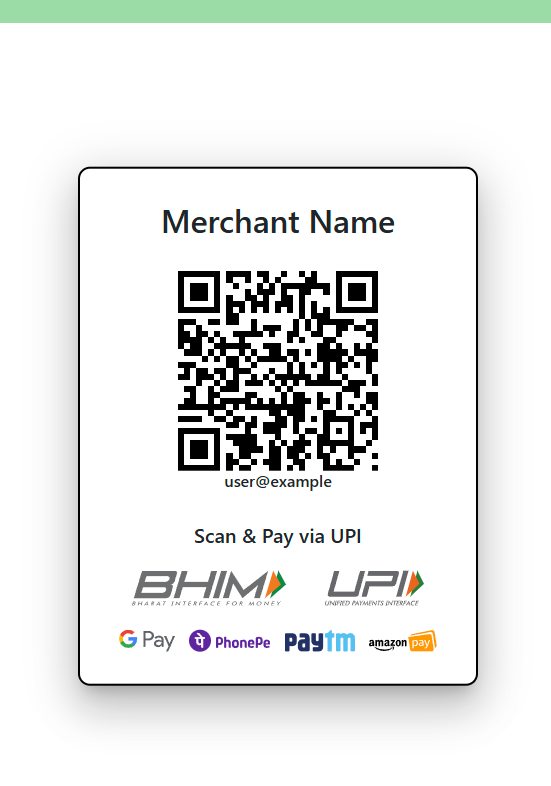 Merchant Name
user@example
Scan & Pay via UPI
BHIM UPI
BHARAT INTERFACE FOR MONEY UNIFIED PAYMENTS INTERFACE
G Pay पे PhonePe paytm amazon pay